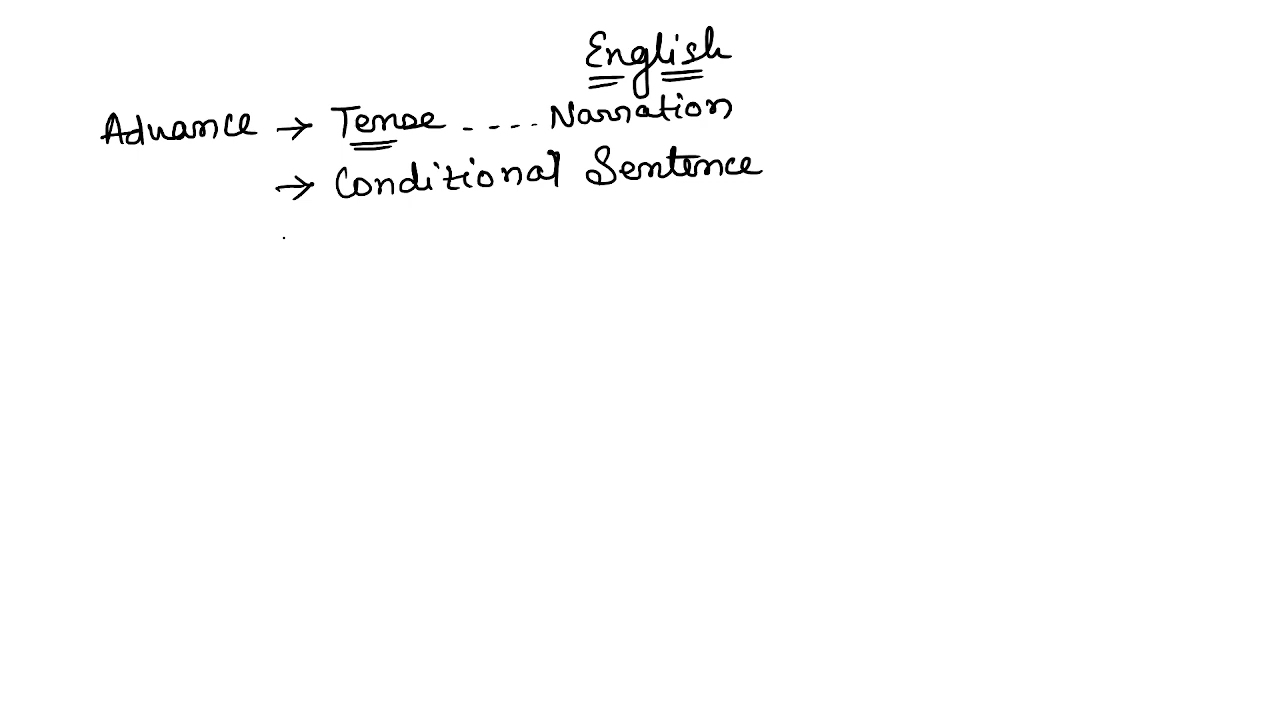 English
Advance → Tense ---- Narration
→ Conditional Sentence